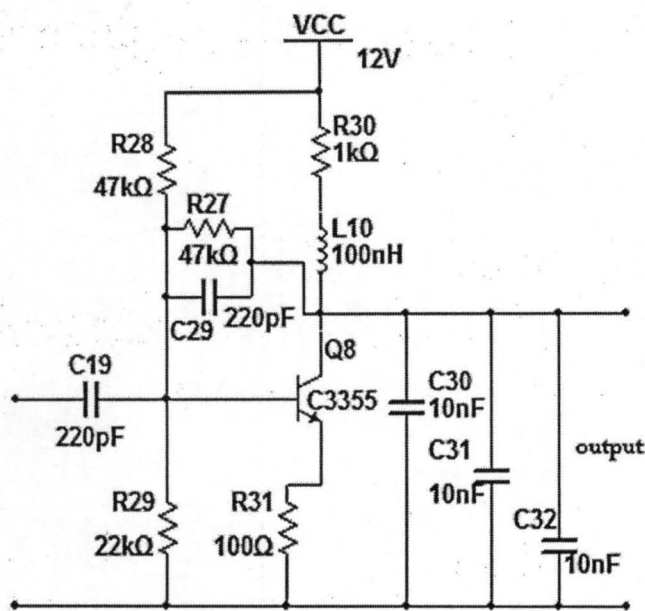 VCC
12V
R28
47kΩ
R30
1kΩ
R27
47kΩ
L10
100nH
C29
220pF
Q8
C3355
C19
220pF
C30
10nF
C31
10nF
output
R29
22kΩ
R31
100Ω
C32
10nF